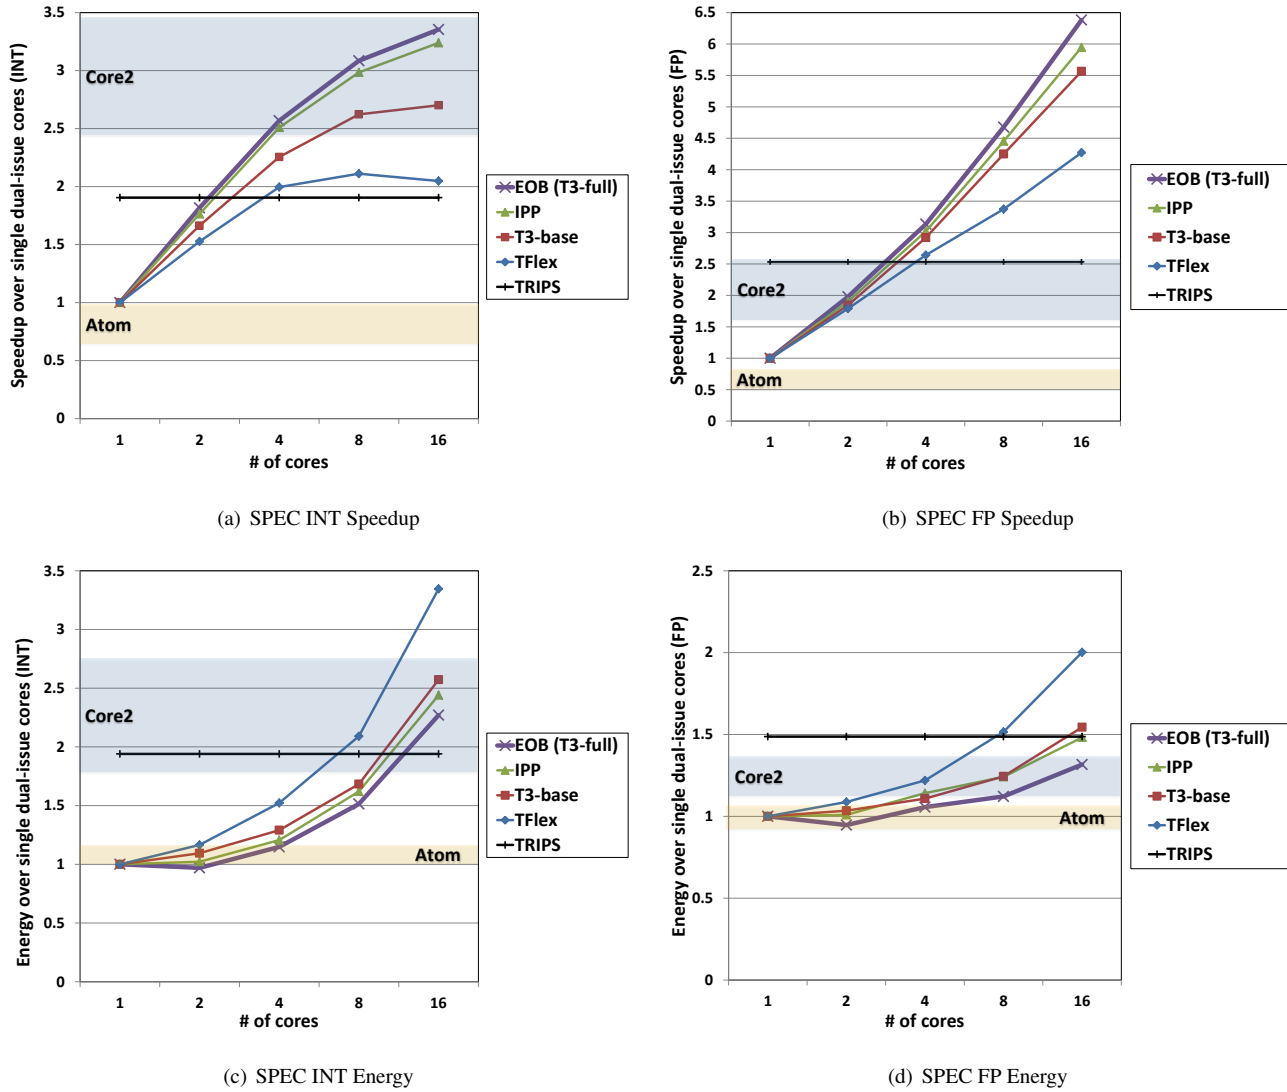 Speedup over single dual-issue cores (INT)
3.5
3
2.5
2
1.5
1
0.5
0
Core2
Atom
1 2 4 8 16
# of cores
EOB (T3-full)
IPP
T3-base
TFlex
TRIPS
(a) SPEC INT Speedup
Speedup over single dual-issue cores (FP)
6.5
6
5.5
5
4.5
4
3.5
3
2.5
2
1.5
1
0.5
0
Core2
Atom
1 2 4 8 16
# of cores
EOB (T3-full)
IPP
T3-base
TFlex
TRIPS
(b) SPEC FP Speedup
Energy over single dual-issue cores (INT)
3.5
3
2.5
2
1.5
1
0.5
0
Core2
Atom
1 2 4 8 16
# of cores
EOB (T3-full)
IPP
T3-base
TFlex
TRIPS
(c) SPEC INT Energy
Energy over single dual-issue cores (FP)
2.5
2
1.5
1
0.5
0
Core2
Atom
1 2 4 8 16
# of cores
EOB (T3-full)
IPP
T3-base
TFlex
TRIPS
(d) SPEC FP Energy